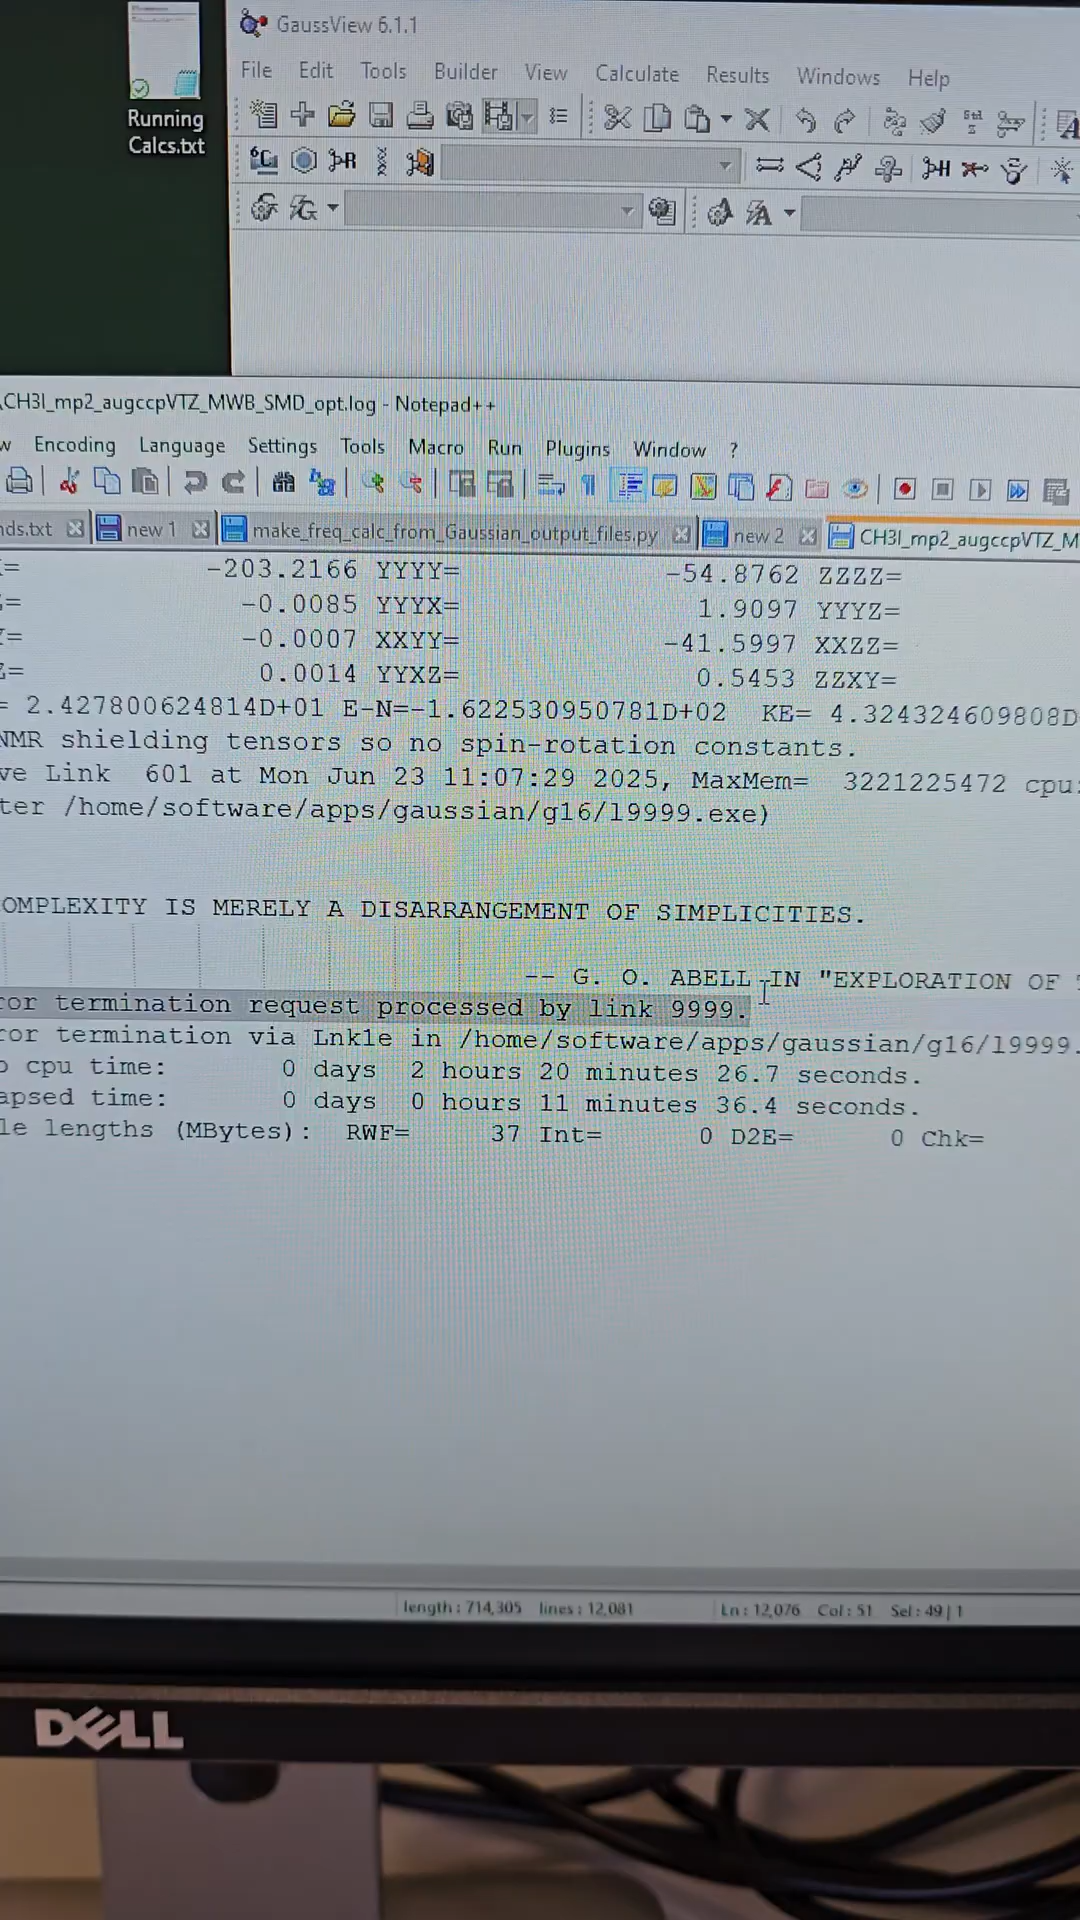 GaussView 6.1.1
File Edit Tools Builder View Calculate Results Windows Help
Running
Calcs.txt
CH3I_mp2_augccpVTZ_MWB_SMD_opt.log - Notepad++
w Encoding Language Settings Tools Macro Run Plugins Window ?
nds.txt new 1 make_freq_calc_from_Gaussian_output_files.py new 2 CH3I_mp2_augccpVTZ_M
= -203.2166 YYYY= -54.8762 ZZZZ=
= -0.0085 YYYX= 1.9097 YYYZ=
= -0.0007 XXYY= -41.5997 XXZZ=
Z= 0.0014 YYXZ= 0.5453 ZZXY=
= 2.427800624814D+01 E-N=-1.622530950781D+02 KE= 4.324324609808D
NMR shielding tensors so no spin-rotation constants.
ve Link 601 at Mon Jun 23 11:07:29 2025, MaxMem= 3221225472 cpu:
ter /home/software/apps/gaussian/g16/l9999.exe)
OMPLEXITY IS MERELY A DISARRANGEMENT OF SIMPLICITIES.
-- G. O. ABELL IN "EXPLORATION OF
ror termination request processed by link 9999.
ror termination via Lnk1e in /home/software/apps/gaussian/g16/l9999.
b cpu time: 0 days 2 hours 20 minutes 26.7 seconds.
apsed time: 0 days 0 hours 11 minutes 36.4 seconds.
le lengths (MBytes): RWF= 37 Int= 0 D2E= 0 Chk=
length : 714,305 lines : 12,081 Ln : 12,076 Col : 51 Sel : 49 | 1
DELL